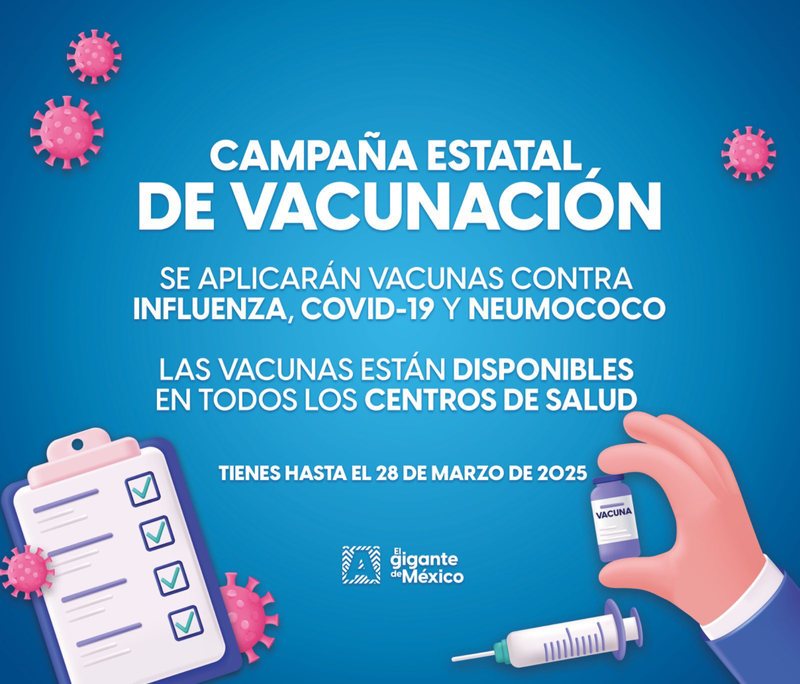 CAMPAÑA ESTATAL
DE VACUNACIÓN
SE APLICARÁN VACUNAS CONTRA
INFLUENZA, COVID-19 Y NEUMOCOCO
LAS VACUNAS ESTÁN DISPONIBLES
EN TODOS LOS CENTROS DE SALUD
TIENES HASTA EL 28 DE MARZO DE 2025
VACUNA
A
El
gigante
de México